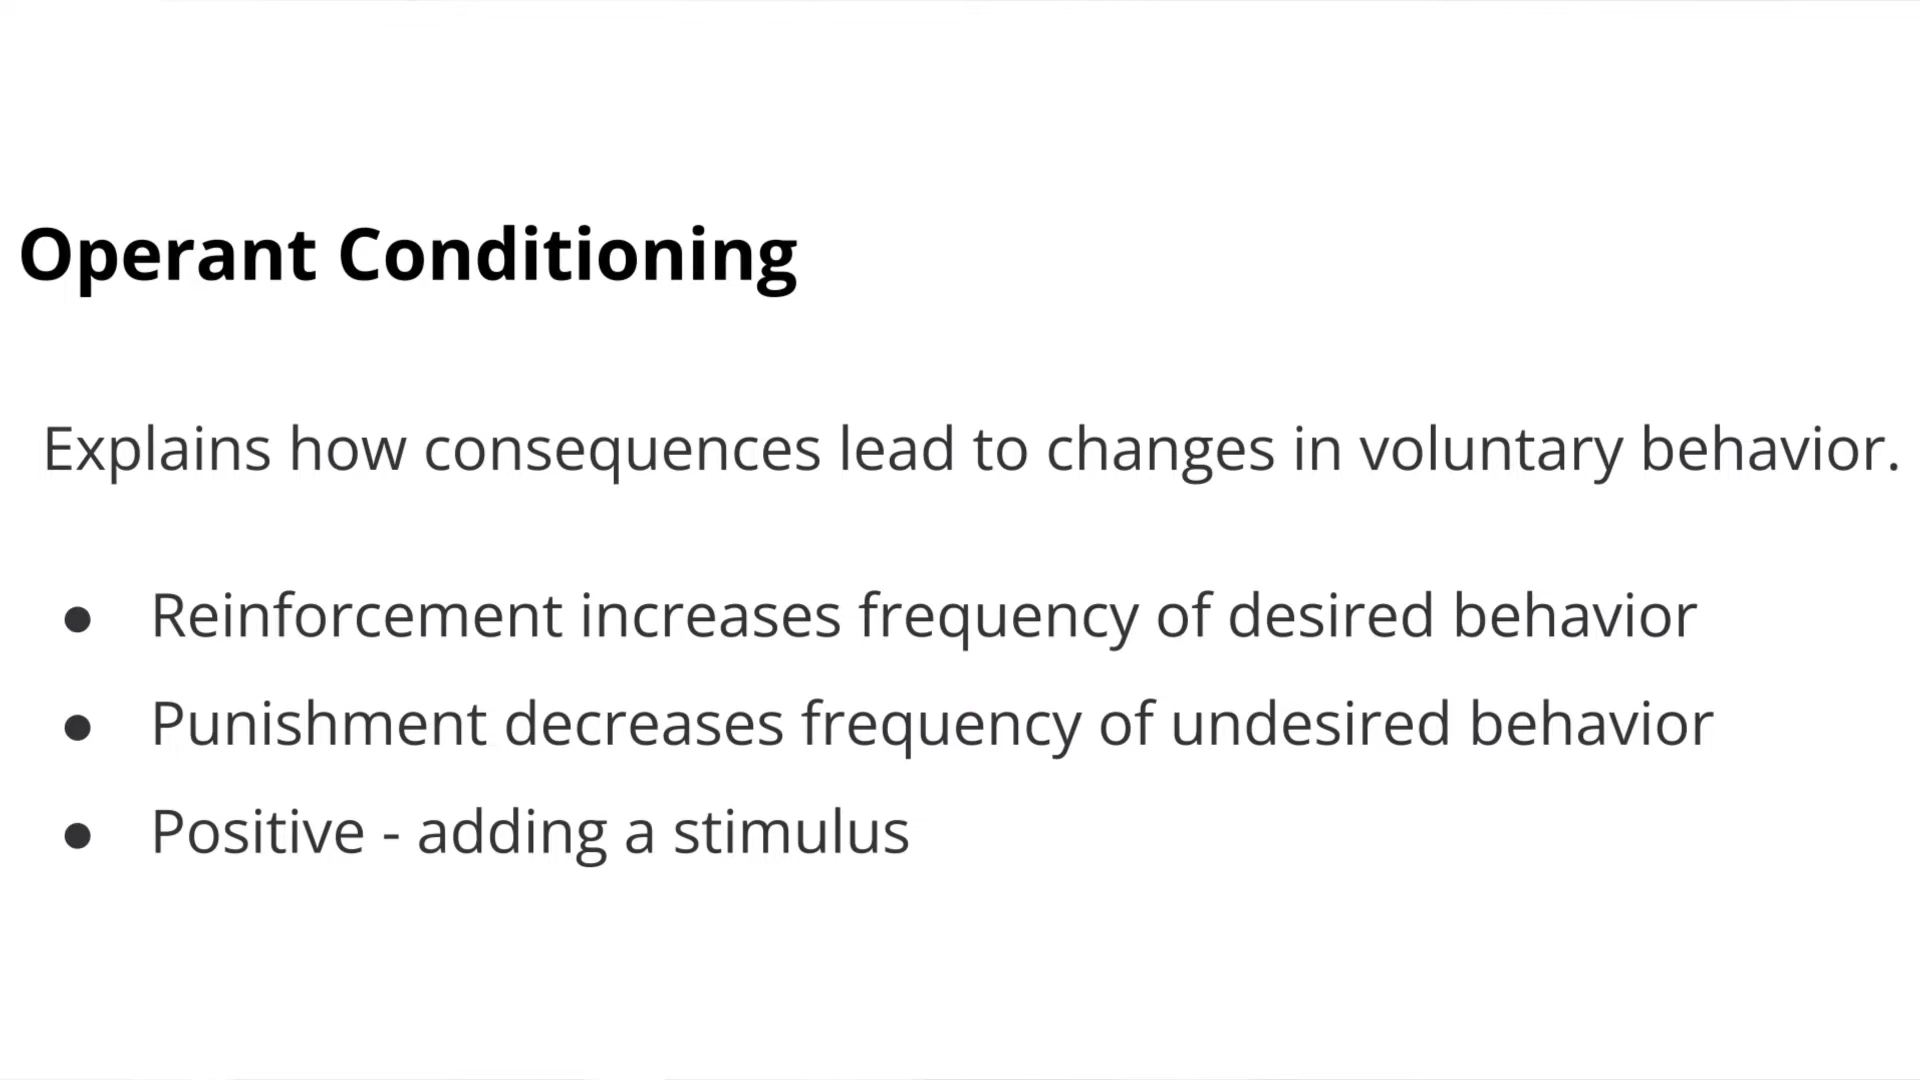 Operant Conditioning
Explains how consequences lead to changes in voluntary behavior.
● Reinforcement increases frequency of desired behavior
● Punishment decreases frequency of undesired behavior
● Positive - adding a stimulus